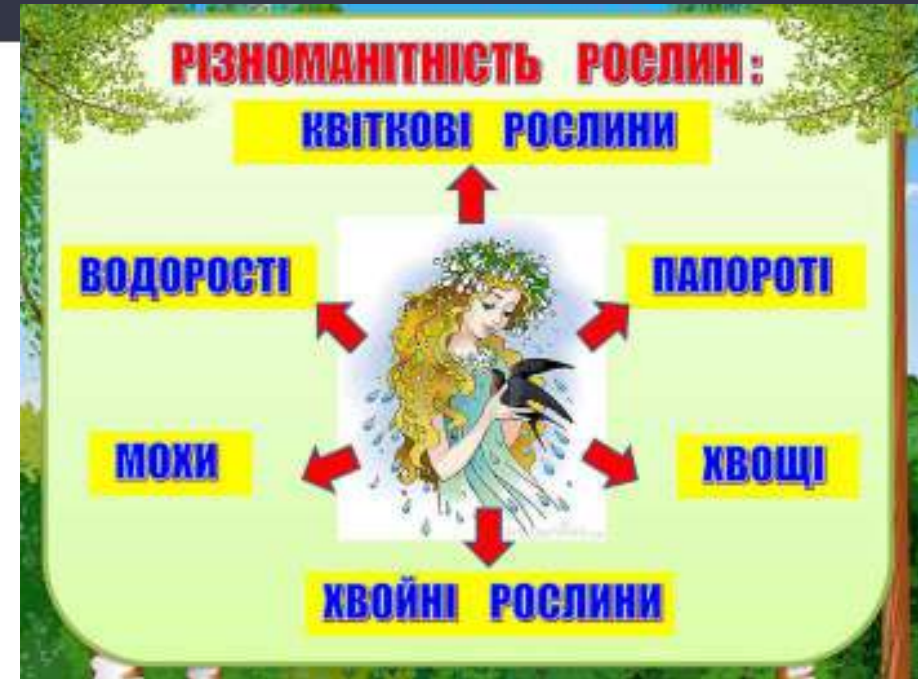 РІЗНОМАНІТНІСТЬ РОСЛИН :
КВІТКОВІ РОСЛИНИ
ВОДОРОСТІ
ПАПОРОТІ
МОХИ
ХВОЩІ
ХВОЙНІ РОСЛИНИ